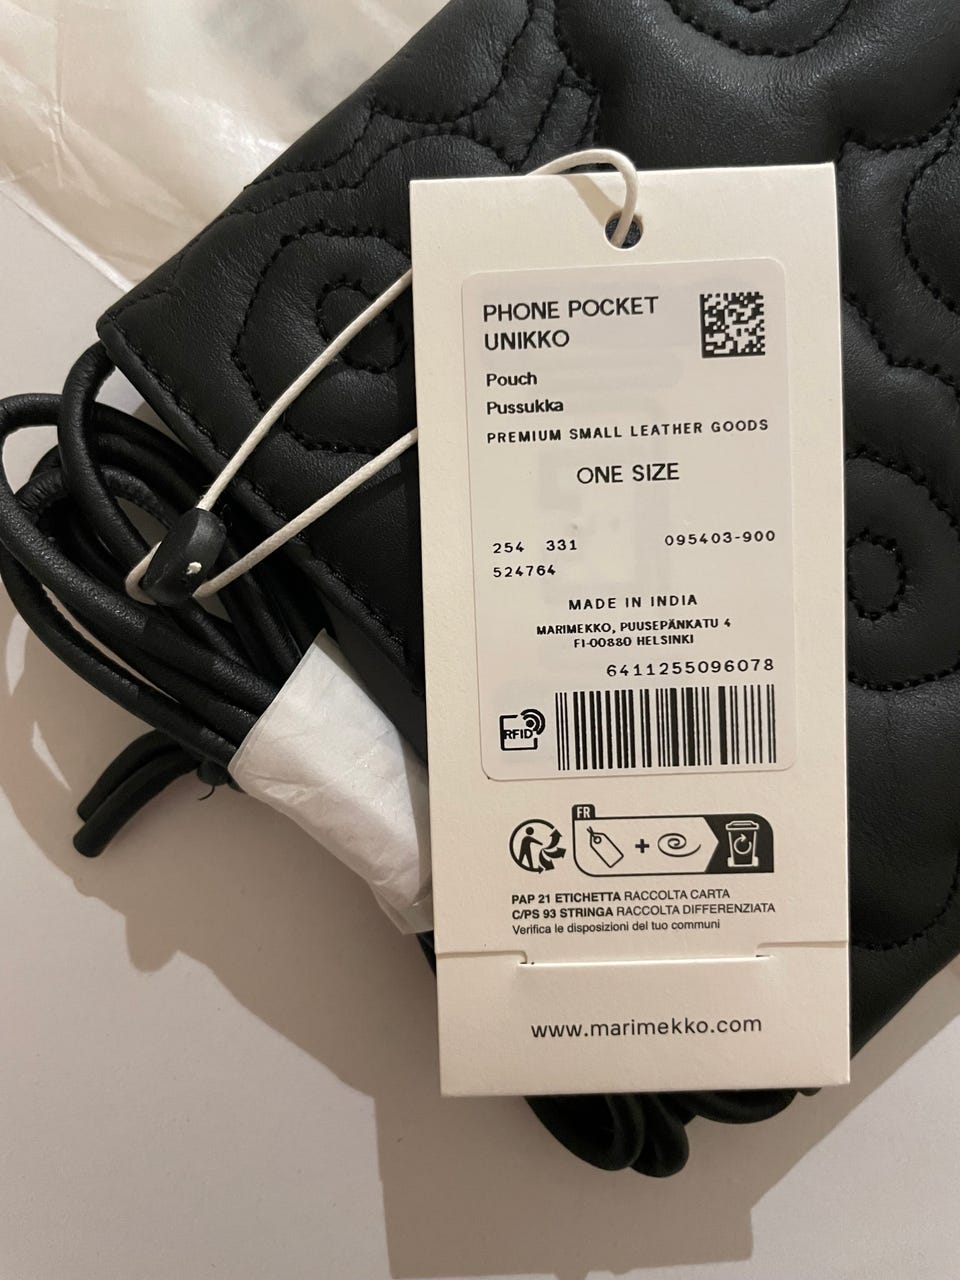 PHONE POCKET
UNIKKO
Pouch
Pussukka
PREMIUM SMALL LEATHER GOODS
ONE SIZE
254 331 095403-900
524764
MADE IN INDIA
MARIMEKKO, PUUSEPÄNKATU 4
FI-00880 HELSINKI
6411255096078
RFID
FR
+
PAP 21 ETICHETTA RACCOLTA CARTA
C/PS 93 STRINGA RACCOLTA DIFFERENZIATA
Verifica le disposizioni del tuo communi
www.marimekko.com